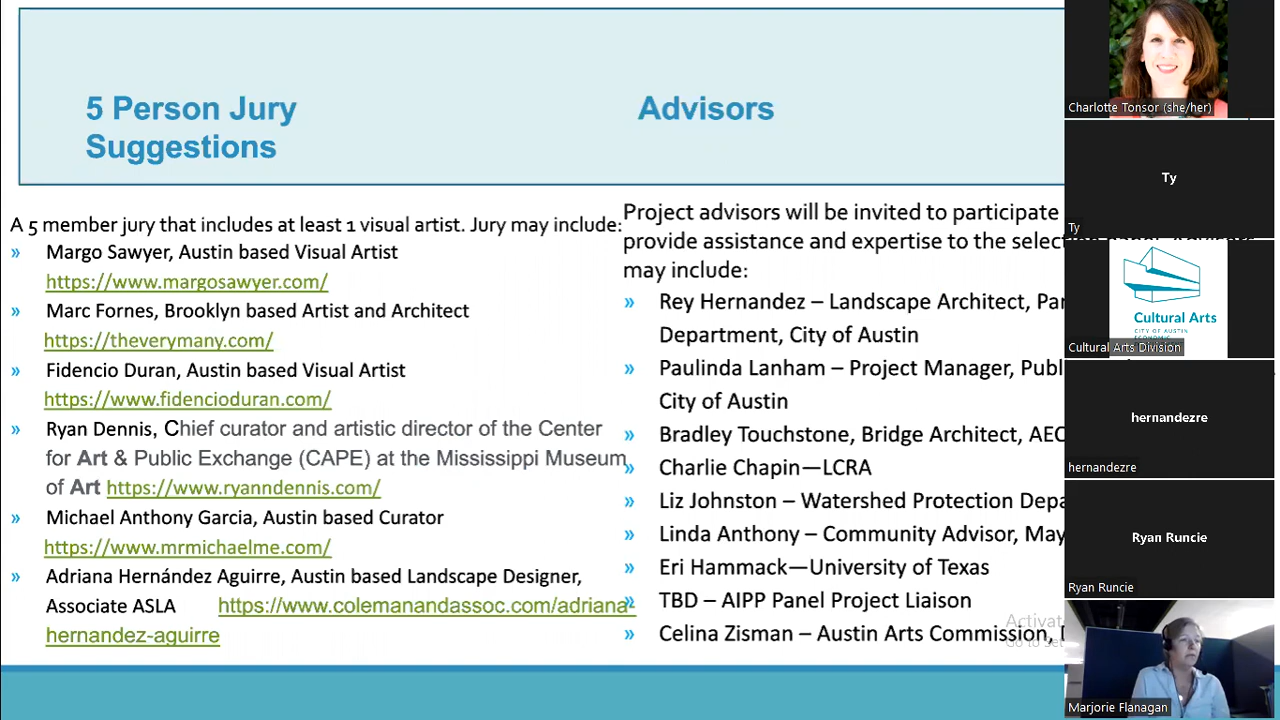 5 Person Jury
Suggestions
A 5 member jury that includes at least 1 visual artist. Jury may include:
» Margo Sawyer, Austin based Visual Artist
https://www.margosawyer.com/
» Marc Fornes, Brooklyn based Artist and Architect
https://theverymany.com/
» Fidencio Duran, Austin based Visual Artist
https://www.fidencioduran.com/
» Ryan Dennis, Chief curator and artistic director of the Center
for Art & Public Exchange (CAPE) at the Mississippi Museum
of Art https://www.ryanndennis.com/
» Michael Anthony Garcia, Austin based Curator
https://www.mrmichaelme.com/
» Adriana Hernández Aguirre, Austin based Landscape Designer,
Associate ASLA https://www.colemanandassoc.com/adriana-
hernandez-aguirre
Advisors
Project advisors will be invited to participate
provide assistance and expertise to the
may include:
» Rey Hernandez – Landscape Architect,
Department, City of Austin
» Paulinda Lanham – Project Manager,
City of Austin
» Bradley Touchstone, Bridge Architect,
» Charlie Chapin—LCRA
» Liz Johnston – Watershed Protection
» Linda Anthony – Community Advisor,
» Eri Hammack—University of Texas
» TBD – AIPP Panel Project Liaison
» Celina Zisman – Austin Arts Commission,
Charlotte Tonsor (she/her)
Ty
Ty
Cultural Arts
CITY OF AUSTIN
Cultural Arts Division
hernandezre
hernandezre
Ryan Runcie
Ryan Runcie
Marjorie Flanagan